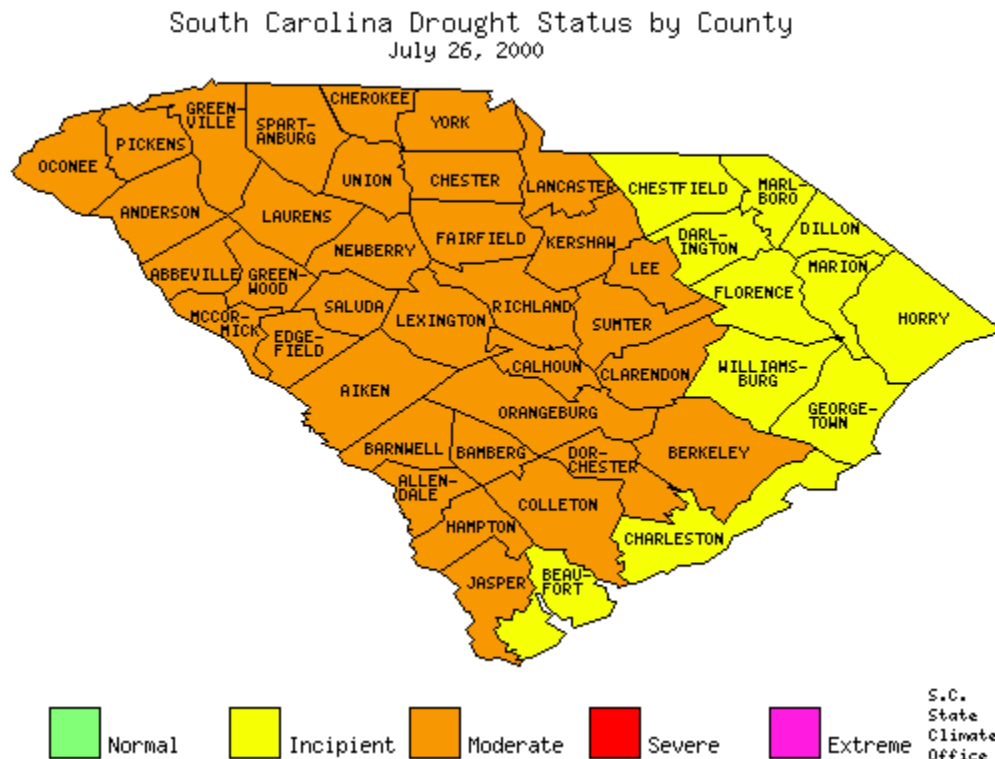 South Carolina Drought Status by County
July 26, 2000
CHEROKEE
GREEN-
VILLE
SPART-
ANBURG
YORK
PICKENS
OCONEE
UNION
CHESTER
LANCASTER
CHESTFIELD
MARL-
BORO
ANDERSON
LAURENS
NEWBERRY
FAIRFIELD
KERSHAW
DARL-
INGTON
DILLON
ABBEVILLE
GREEN-
WOOD
LEE
MARION
SALUDA
LEXINGTON
RICHLAND
FLORENCE
MCCOR-
MICK
EDGE-
FIELD
SUMTER
HORRY
AIKEN
CALHOUN
CLARENDON
WILLIAMS-
BURG
ORANGEBURG
GEORGE-
TOWN
BARNWELL
BAMBERG
DOR-
CHESTER
BERKELEY
ALLEN-
DALE
COLLETON
HAMPTON
CHARLESTON
JASPER
BEAU-
FORT
Normal
Incipient
Moderate
Severe
Extreme
S.C.
State
Climate
Office